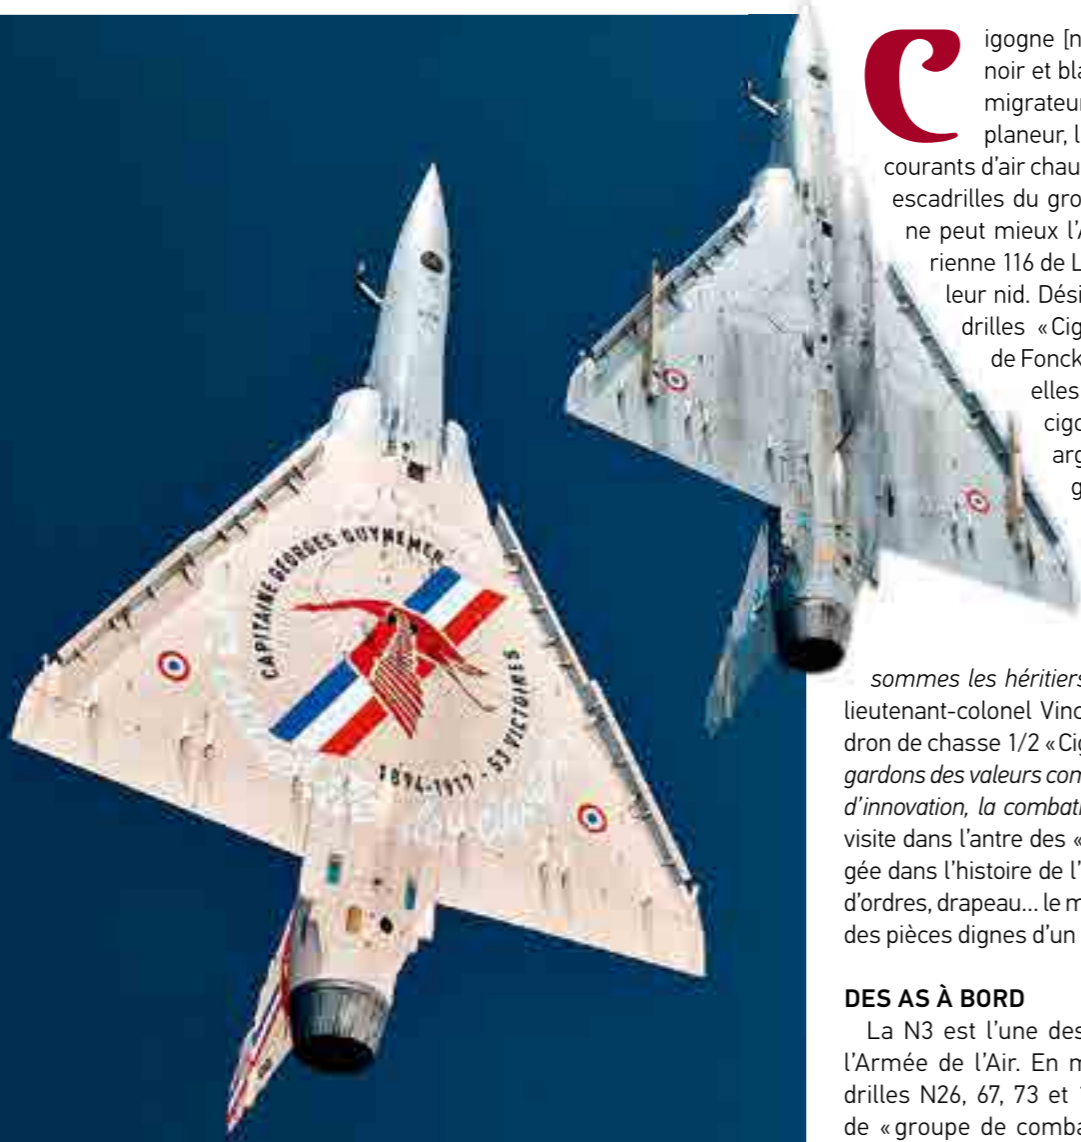 CAPITAINE GEORGES GUYNEMER
1894-1917 - 53 VICTOIRES
Cigogne [n
noir et bla
migrateur
planeur, l
courants d'air chau
escadrilles du gro
ne peut mieux l'A
rienne 116 de L
leur nid. Dési
drilles «Cig
de Fonck
elles
cigo
arg
g
sommes les héritiers
lieutenant-colonel Vinc
dron de chasse 1/2 «Cig
gardons des valeurs con
d'innovation, la combati
visite dans l'antre des «
gée dans l'histoire de l'
d'ordres, drapeau... le m
des pièces dignes d'un
DES AS À BORD
La N3 est l'une des
l'Armée de l'Air. En m
drilles N26, 67, 73 et 1
de «groupe de comba